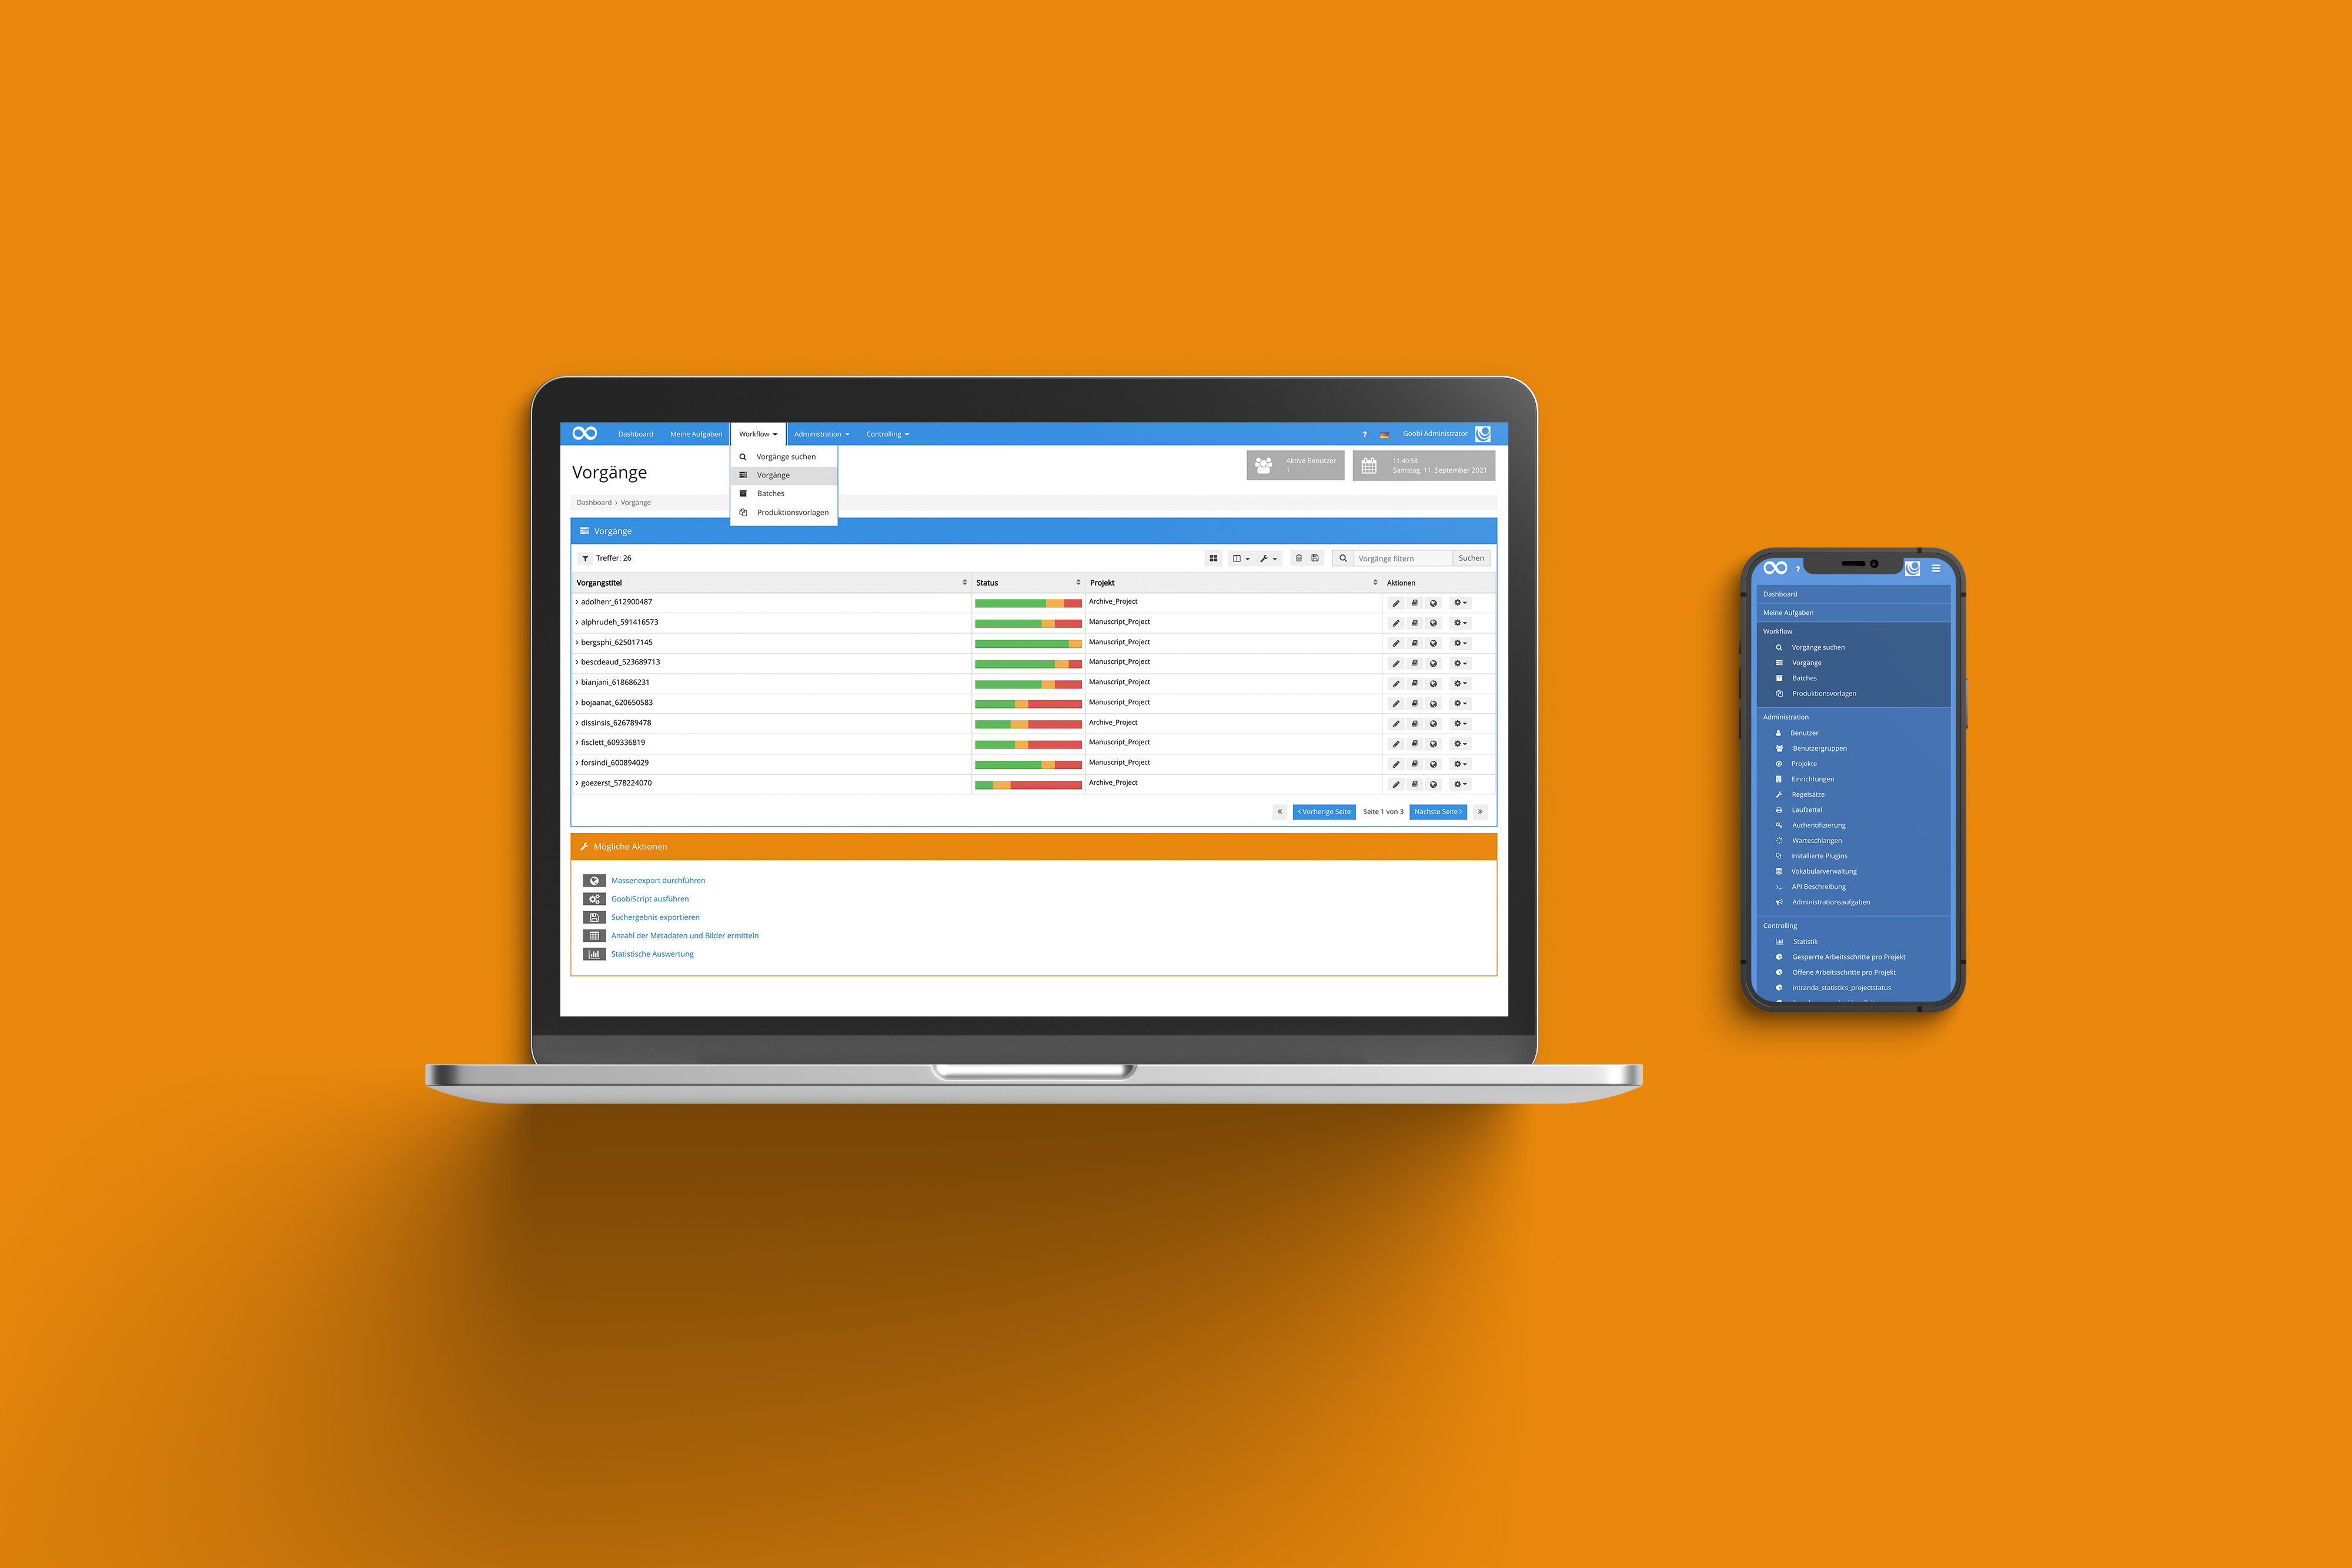 Dashboard Meine Aufgaben Workflow Administration Controlling ? Goobi Administrator
Vorgänge suchen
Vorgänge
Batches
Produktionsvorlagen
Vorgänge
Aktive Benutzer
1
11:40:58
Samstag, 11. September 2021
Dashboard > Vorgänge
Vorgänge
Treffer: 26 Vorgänge filtern Suchen
Vorgangstitel Status Projekt Aktionen
> adolherr_612900487 Archive_Project
> alphrudeh_591416573 Manuscript_Project
> bergsphi_625017145 Manuscript_Project
> bescdeaud_523689713 Manuscript_Project
> bianjani_618686231 Manuscript_Project
> bojaanat_620650583 Manuscript_Project
> dissinsis_626789478 Archive_Project
> fisclett_609336819 Manuscript_Project
> forsindi_600894029 Manuscript_Project
> goezerst_578224070 Archive_Project
« < Vorherige Seite Seite 1 von 3 Nächste Seite > »
Mögliche Aktionen
Massenexport durchführen
GoobiScript ausführen
Suchergebnis exportieren
Anzahl der Metadaten und Bilder ermitteln
Statistische Auswertung
?
Dashboard
Meine Aufgaben
Workflow
Vorgänge suchen
Vorgänge
Batches
Produktionsvorlagen
Administration
Benutzer
Benutzergruppen
Projekte
Einrichtungen
Regelsätze
Laufzettel
Authentifizierung
Warteschlangen
Installierte Plugins
Vokabularverwaltung
API Beschreibung
Administrationsaufgaben
Controlling
Statistik
Gesperrte Arbeitsschritte pro Projekt
Offene Arbeitsschritte pro Projekt
intranda_statistics_projectstatus